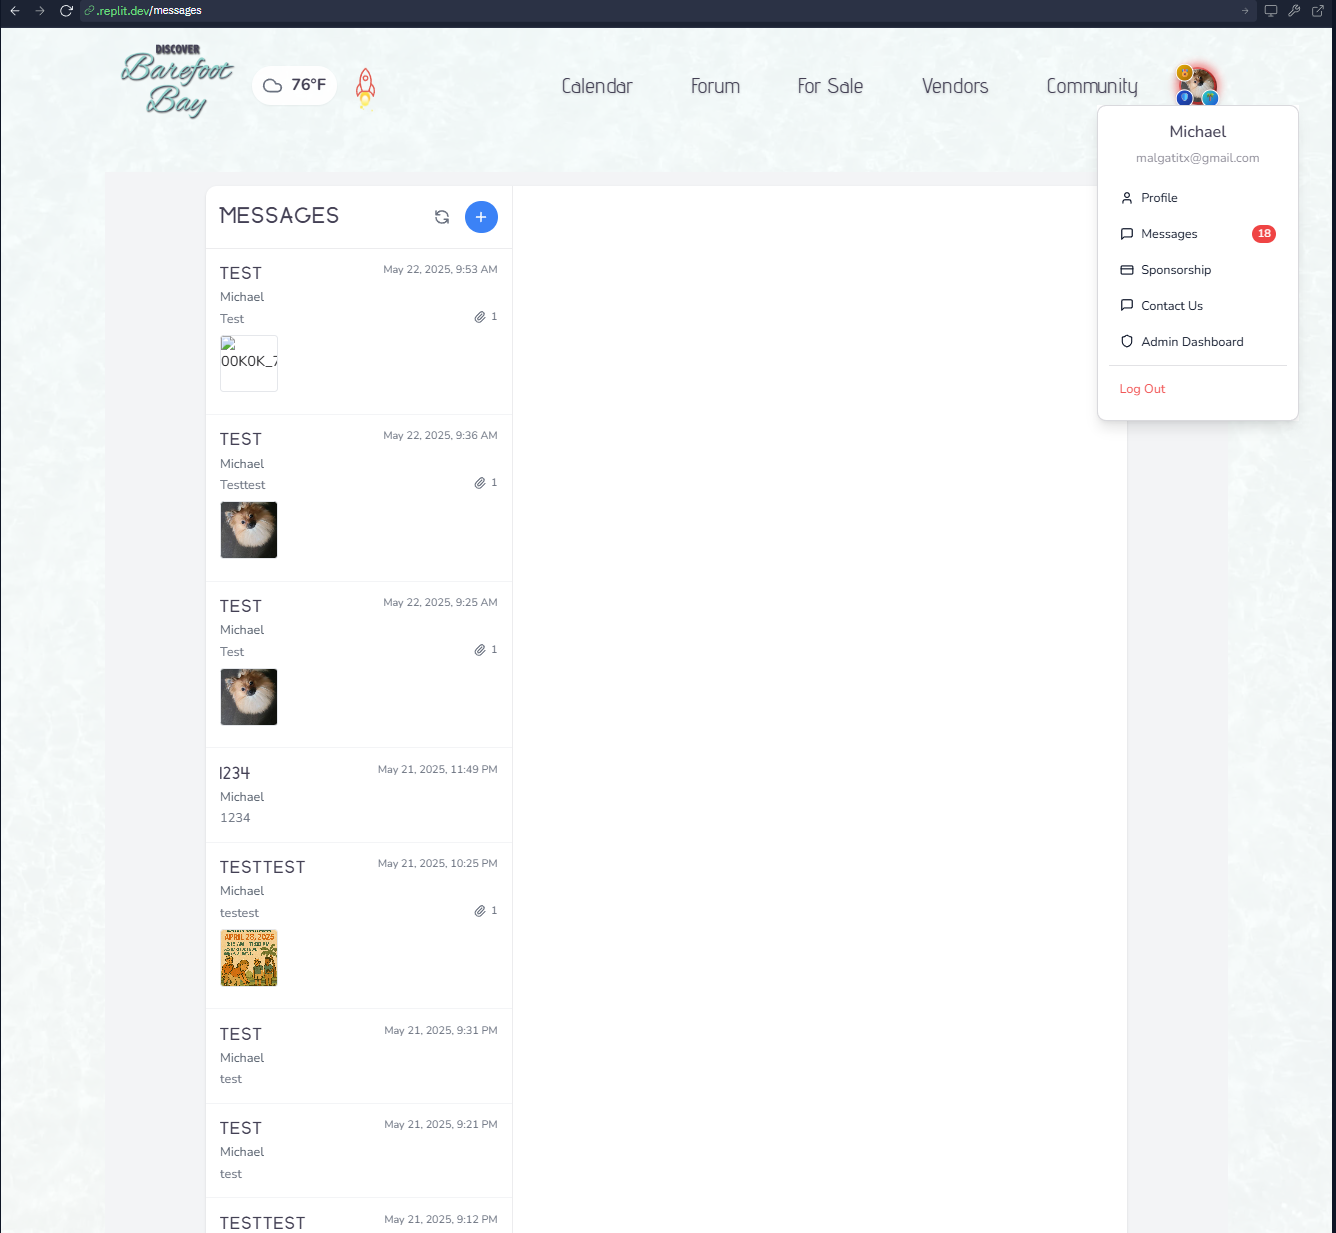 .replit.dev/messages
DISCOVER
Barefoot
Bay
76°F
Calendar
Forum
For Sale
Vendors
Community
Michael
malgatitx@gmail.com
Profile
Messages
18
Sponsorship
Contact Us
Admin Dashboard
Log Out
MESSAGES
TEST
May 22, 2025, 9:53 AM
Michael
Test
1
00K0K_7
TEST
May 22, 2025, 9:36 AM
Michael
Testtest
1
TEST
May 22, 2025, 9:25 AM
Michael
Test
1
1234
May 21, 2025, 11:49 PM
Michael
1234
TESTTEST
May 21, 2025, 10:25 PM
Michael
testest
1
APRIL 28, 2025
TEST
May 21, 2025, 9:31 PM
Michael
test
TEST
May 21, 2025, 9:21 PM
Michael
test
TESTTEST
May 21, 2025, 9:12 PM